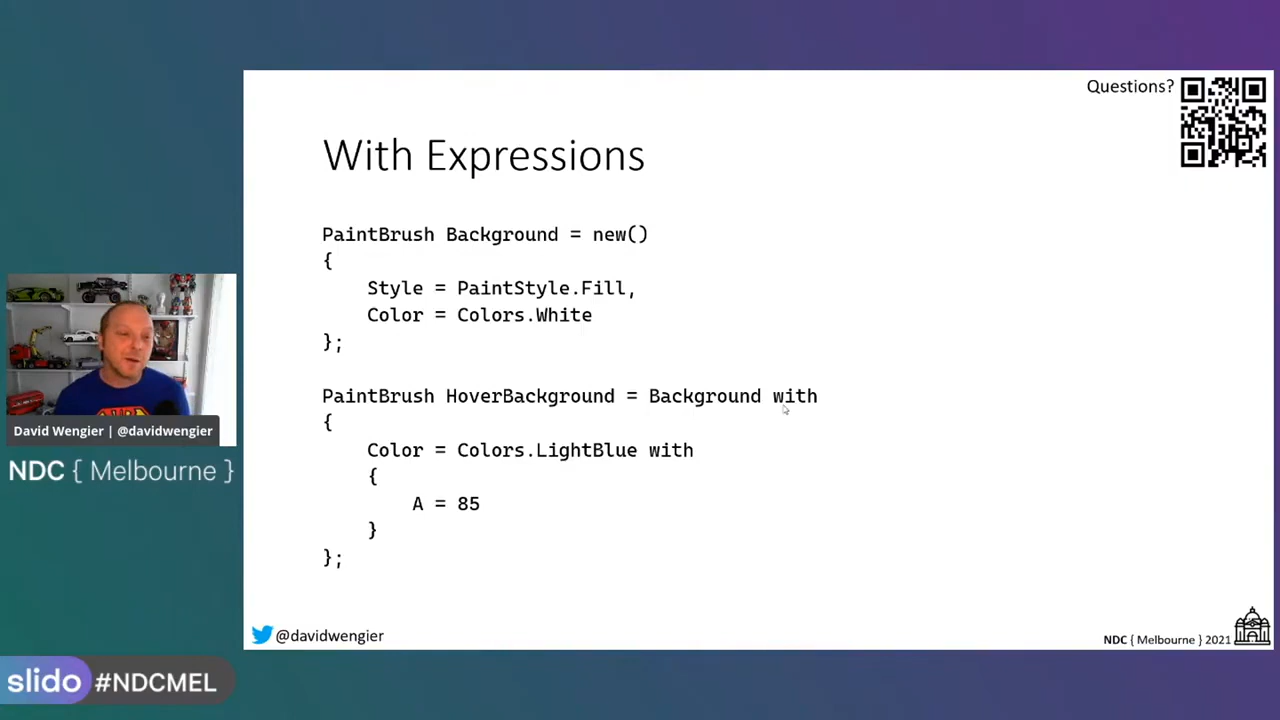 Questions?
With Expressions
PaintBrush Background = new()
{
    Style = PaintStyle.Fill,
    Color = Colors.White
};
PaintBrush HoverBackground = Background with
{
    Color = Colors.LightBlue with
    {
        A = 85
    }
};
David Wengier | @davidwengier
NDC { Melbourne }
@davidwengier
NDC { Melbourne } 2021
slido #NDCMEL